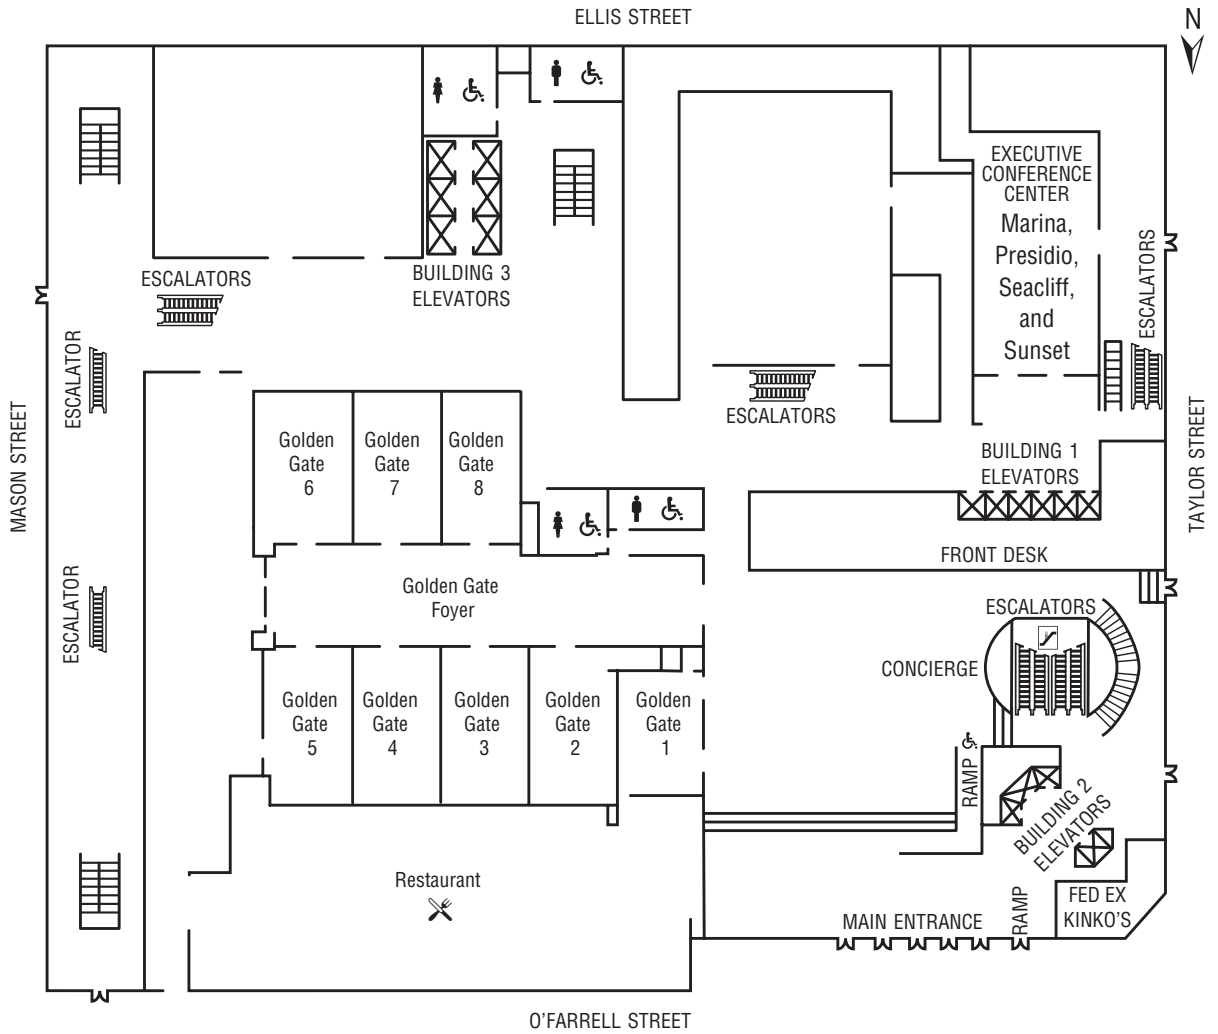 ELLIS STREET
N
EXECUTIVE
CONFERENCE
CENTER
Marina,
Presidio,
Seacliff,
and
Sunset
ESCALATORS
BUILDING 3
ELEVATORS
ESCALATORS
ESCALATOR
ESCALATORS
MASON STREET
TAYLOR STREET
Golden
Gate
6
Golden
Gate
7
Golden
Gate
8
BUILDING 1
ELEVATORS
FRONT DESK
Golden Gate
Foyer
ESCALATOR
ESCALATORS
CONCIERGE
Golden
Gate
5
Golden
Gate
4
Golden
Gate
3
Golden
Gate
2
Golden
Gate
1
RAMP
BUILDING 2
ELEVATORS
Restaurant
MAIN ENTRANCE
RAMP
FED EX
KINKO'S
O'FARRELL STREET